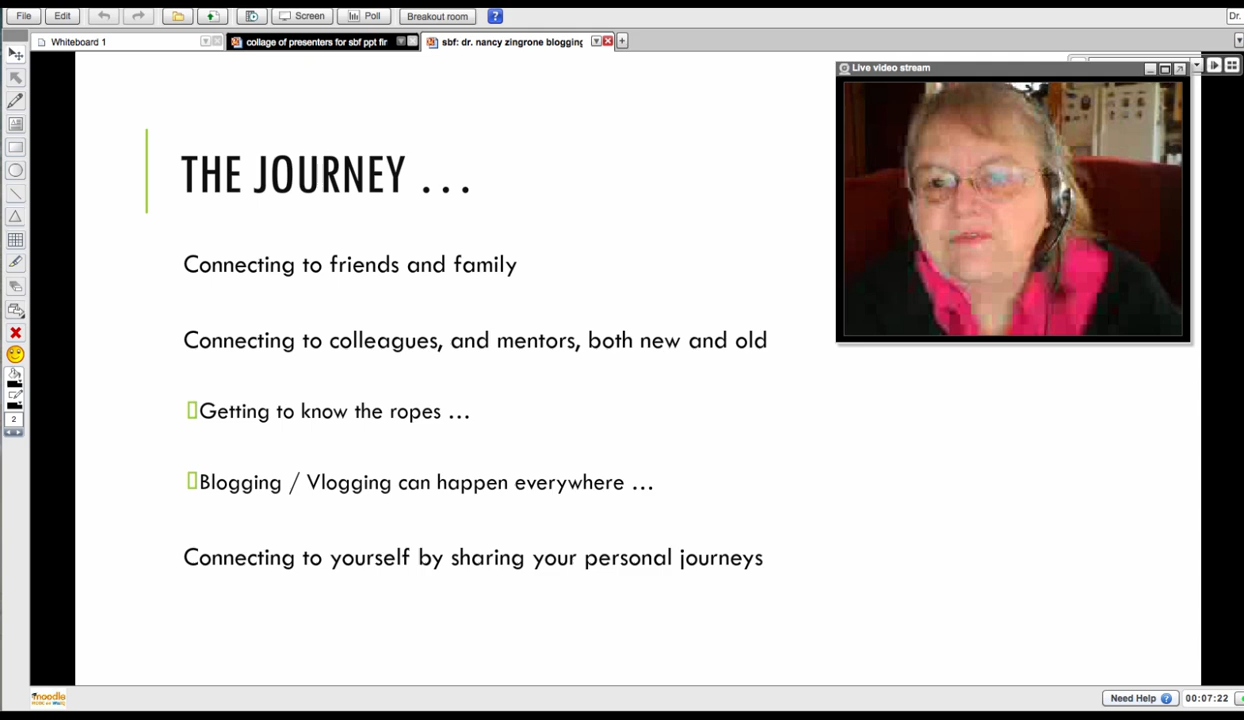 File Edit Screen Poll Breakout room ? Dr.
Whiteboard 1 collage of presenters for sbf ppt fir sbf: dr. nancy zingrone blogging
Live video stream
THE JOURNEY ...
Connecting to friends and family
Connecting to colleagues, and mentors, both new and old
Getting to know the ropes ...
Blogging / Vlogging can happen everywhere ...
Connecting to yourself by sharing your personal journeys
2
moodle
Need Help ? 00:07:22